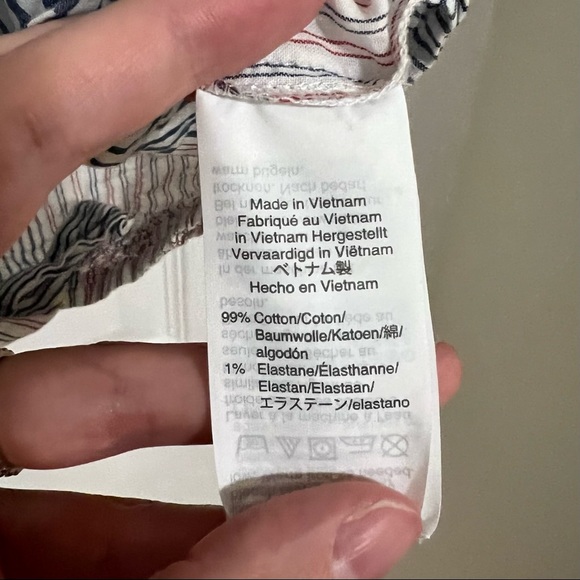 Made in Vietnam
Fabriqué au Vietnam
in Vietnam Hergestellt
Vervaardigd in Viëtnam
ベトナム製
Hecho en Vietnam
99% Cotton/Coton/
Baumwolle/Katoen/綿/
algodón
1% Elastane/Élasthanne/
Elastan/Elastaan/
エラステーン/elastano